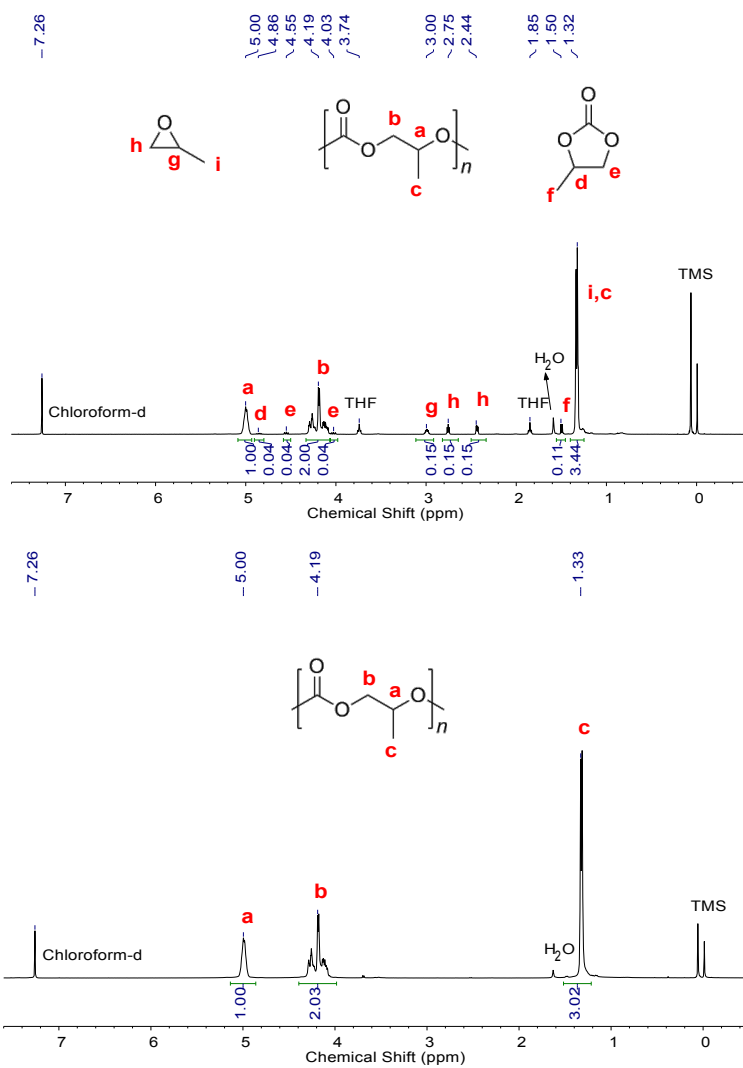 7.26 5.00 4.86 4.55 4.19 4.03 3.74 3.00 2.75 2.44 1.85 1.50 1.32
O O O
b
h O a O O O
g i O n e
c f d
i,c
TMS
b H₂O
a THF
Chloroform-d d e e g h h THF f
1.00 0.04 0.04 2.00 0.04 0.15 0.15 0.15 0.11 3.44
7 6 5 4 3 2 1 0
Chemical Shift (ppm)
7.26 5.00 4.19 1.33
O
b
a O
O n
c
c
b
a TMS
Chloroform-d H₂O
1.00 2.03 3.02
7 6 5 4 3 2 1 0
Chemical Shift (ppm)